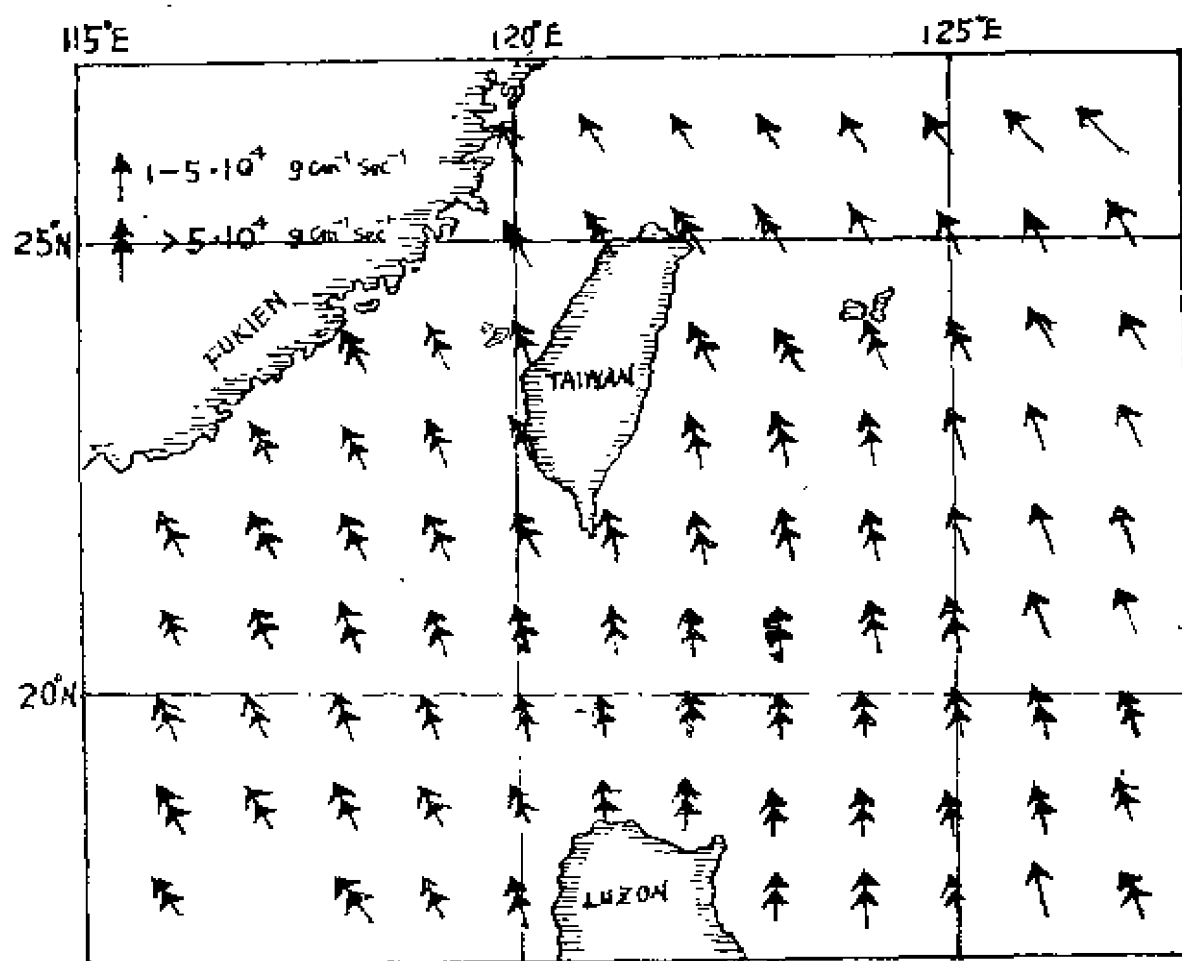 115°E 120°E 125°E
1-5·10⁴ g cm⁻¹ sec⁻¹
25°N
>5·10⁴ g cm⁻¹ sec⁻¹
FUKIEN
TAIWAN
20°N
LUZON